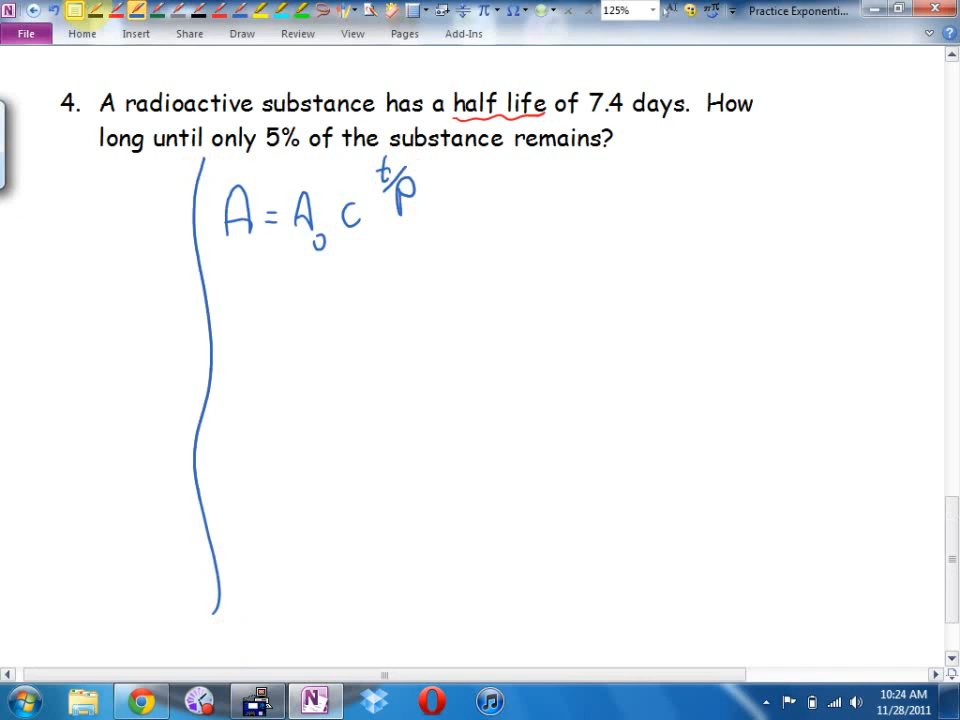 125% Practice Exponenti...
File Home Insert Share Draw Review View Pages Add-Ins
4. A radioactive substance has a half life of 7.4 days. How
long until only 5% of the substance remains?
A = A₀ c^(t/p)
10:24 AM
11/28/2011